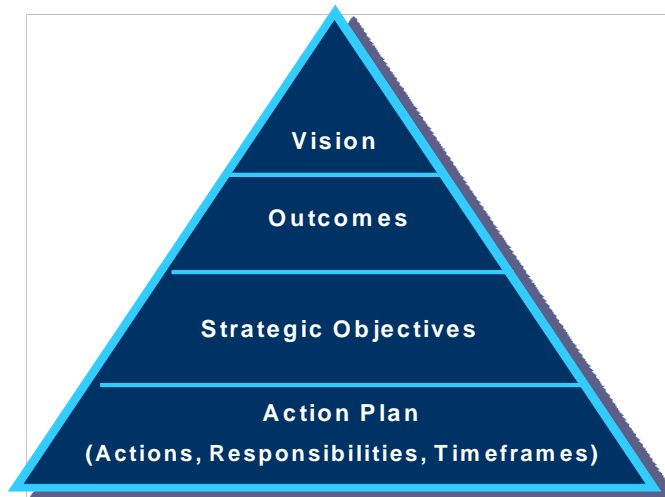 Vision
Outcomes
Strategic Objectives
Action Plan
(Actions, Responsibilities, Timeframes)